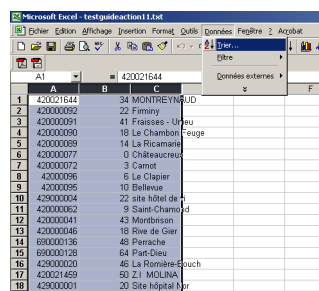 Microsoft Excel - testguideaction11.txt
Fichier Edition Affichage Insertion Format Outils Données Fenêtre ? Acrobat
Trier...
Filtre
Données externes
A1 = 420021644
A B C F
1 420021644 34 MONTREYNAUD
2 420000092 22 Firminy
3 420000091 41 Fraisses - Unieu
4 420000090 18 Le Chambon Feuge
5 420000089 14 La Ricamarie
6 420000077 0 Châteaucreux
7 420000072 3 Carnot
8 42000096 6 Le Clapier
9 42000095 10 Bellevue
10 429000004 22 site hôtel de
11 420000062 9 Saint-Chamond
12 420000041 43 Montbrison
13 420000046 18 Rive de Gier
14 690000136 48 Perrache
15 690000128 64 Part-Dieu
16 429000020 46 La Romière-Bouch
17 420021459 50 Z.I MOLINA
18 429000001 20 Site hôpital Nor